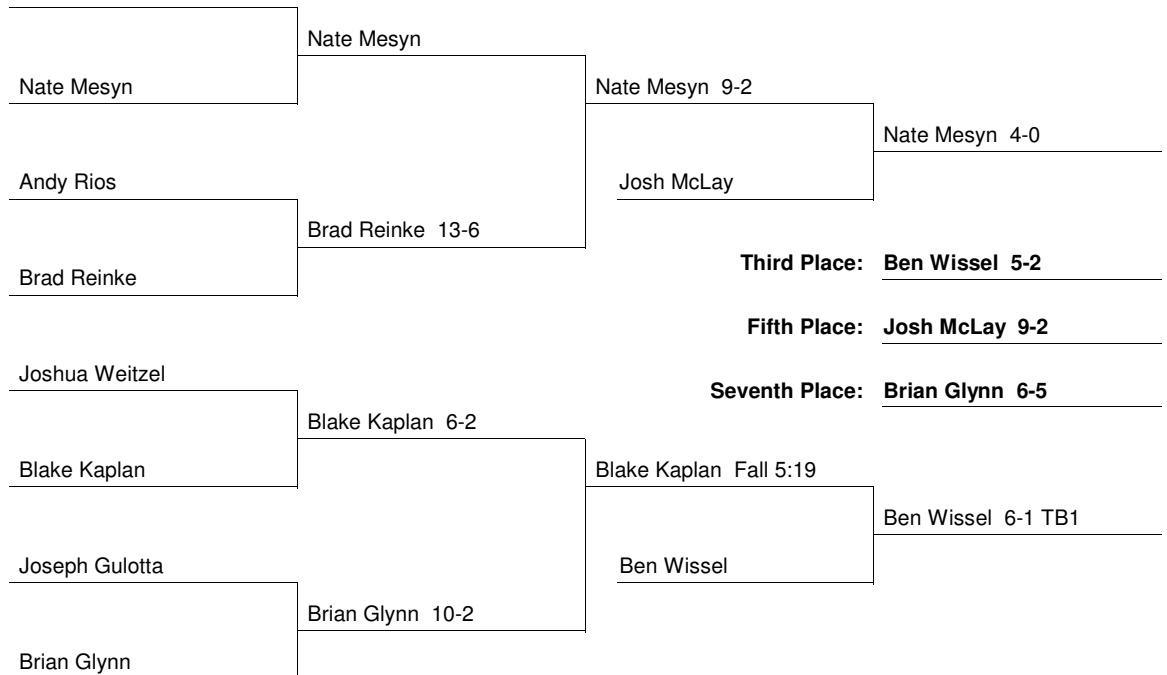 Nate Mesyn
Nate Mesyn
Nate Mesyn 9-2
Nate Mesyn 4-0
Andy Rios
Josh McLay
Brad Reinke 13-6
Third Place: Ben Wissel 5-2
Brad Reinke
Fifth Place: Josh McLay 9-2
Joshua Weitzel
Seventh Place: Brian Glynn 6-5
Blake Kaplan 6-2
Blake Kaplan
Blake Kaplan Fall 5:19
Ben Wissel 6-1 TB1
Joseph Gulotta
Ben Wissel
Brian Glynn 10-2
Brian Glynn